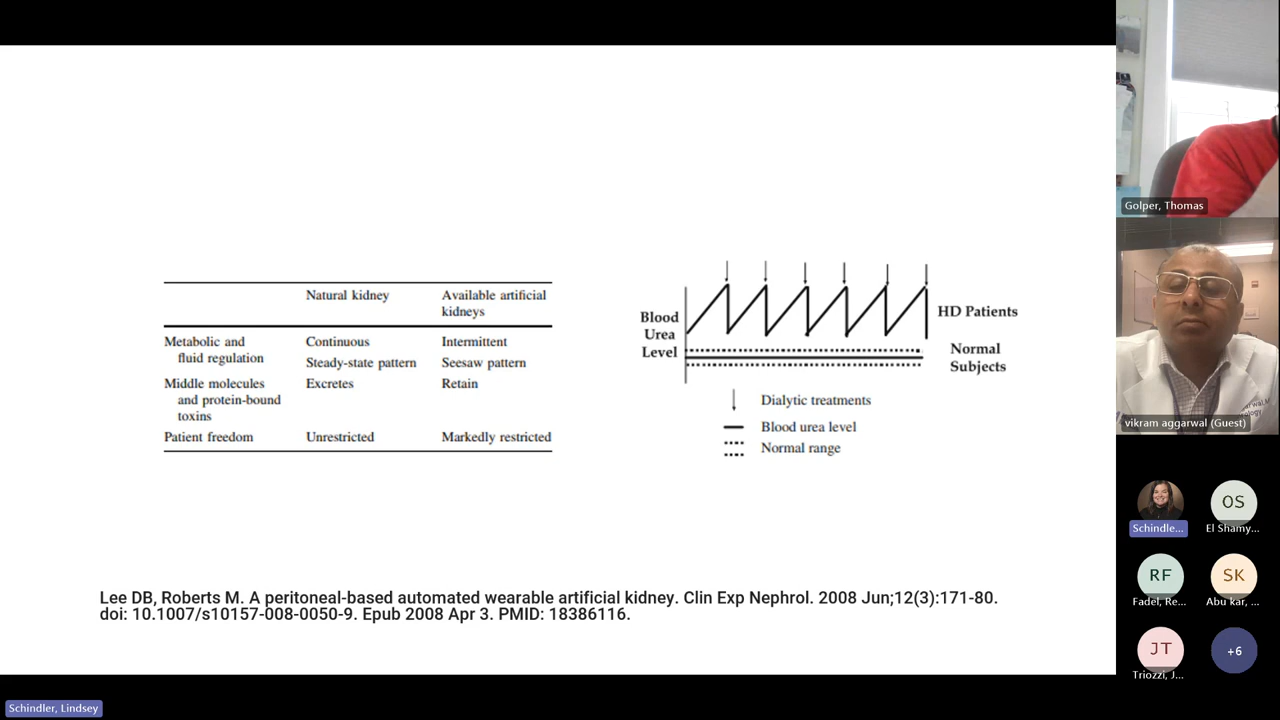 Natural kidney
Available artificial
kidneys
Metabolic and
fluid regulation
Continuous
Intermittent
Steady-state pattern
Seesaw pattern
Middle molecules
and protein-bound
toxins
Excretes
Retain
Patient freedom
Unrestricted
Markedly restricted
Blood
Urea
Level
HD Patients
Normal
Subjects
Dialytic treatments
Blood urea level
Normal range
Lee DB, Roberts M. A peritoneal-based automated wearable artificial kidney. Clin Exp Nephrol. 2008 Jun;12(3):171-80.
doi: 10.1007/s10157-008-0050-9. Epub 2008 Apr 3. PMID: 18386116.
Schindler, Lindsey
Golper, Thomas
vikram aggarwal (Guest)
Schindle...
OS
El Shamy...
RF
Fadel, Re...
SK
Abu kar, ...
JT
Triozzi, J...
+6